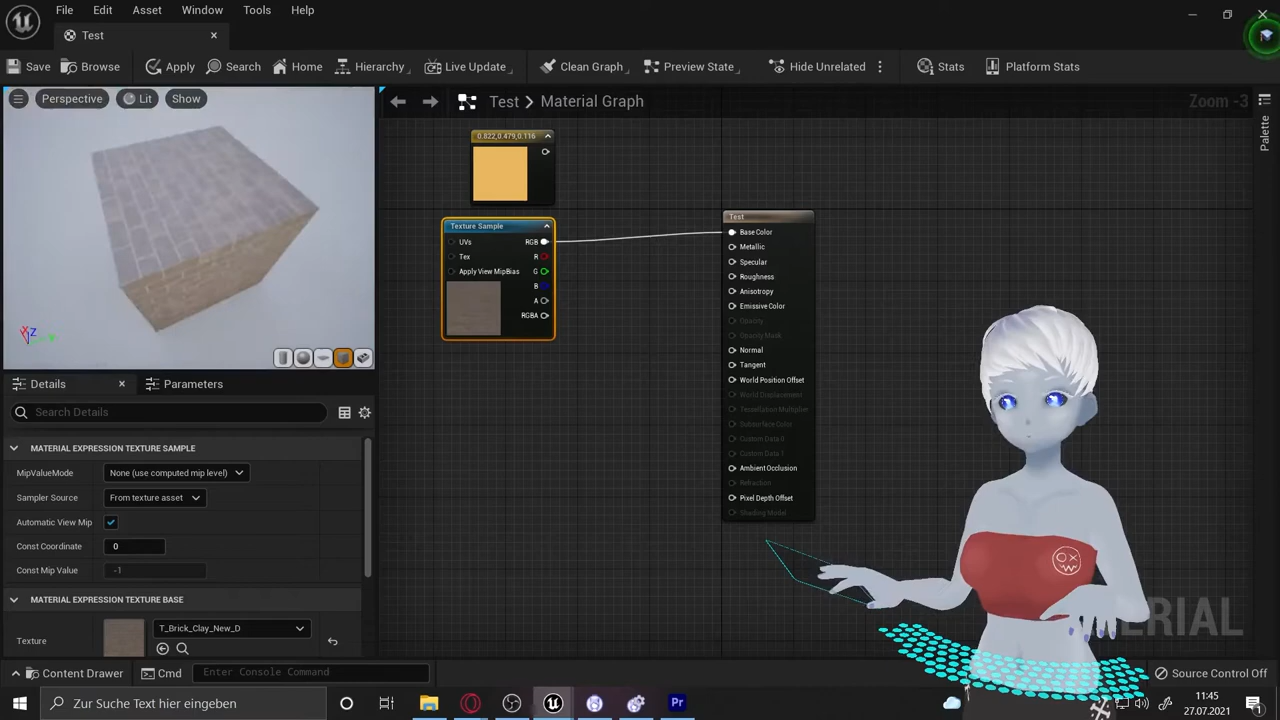 File Edit Asset Window Tools Help
Test
Save Browse Apply Search Home Hierarchy Live Update Clean Graph Preview State Hide Unrelated Stats Platform Stats
Perspective Lit Show
Test Material Graph Zoom -3
Palette
0.822,0.479,0.116
Texture Sample
UVs RGB
Tex R
Apply View MipBias G
B
A
RGBA
Test
Base Color
Metallic
Specular
Roughness
Anisotropy
Emissive Color
Opacity
Opacity Mask
Normal
Tangent
World Position Offset
World Displacement
Tessellation Multiplier
Subsurface Color
Custom Data 0
Custom Data 1
Ambient Occlusion
Refraction
Pixel Depth Offset
Shading Model
Z
Details Parameters
Search Details
MATERIAL EXPRESSION TEXTURE SAMPLE
MipValueMode None (use computed mip level)
Sampler Source From texture asset
Automatic View Mip
Const Coordinate 0
Const Mip Value -1
MATERIAL EXPRESSION TEXTURE BASE
Texture T_Brick_Clay_New_D
ERIAL
Content Drawer Cmd Enter Console Command Source Control Off
Zur Suche Text hier eingeben
Pr
11:45
27.07.2021